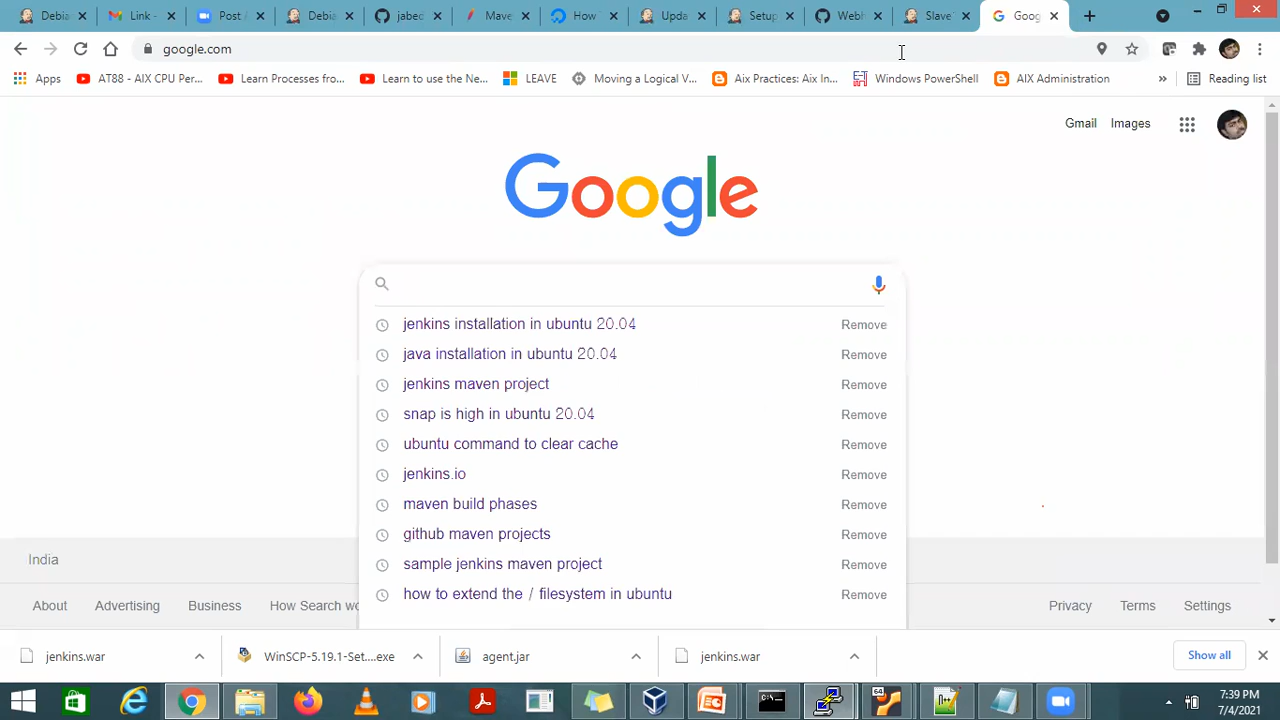 Debia
Link -
Post A
Debia
jabed
Mave
How
Upda
Setup
Webh
Slave
Goog
google.com
Apps
AT88 - AIX CPU Per...
Learn Processes fro...
Learn to use the Ne...
LEAVE
Moving a Logical V...
Aix Practices: Aix In...
Windows PowerShell
AIX Administration
»
Reading list
Gmail
Images
Google
jenkins installation in ubuntu 20.04 Remove
java installation in ubuntu 20.04 Remove
jenkins maven project Remove
snap is high in ubuntu 20.04 Remove
ubuntu command to clear cache Remove
jenkins.io Remove
maven build phases Remove
github maven projects Remove
sample jenkins maven project Remove
how to extend the / filesystem in ubuntu Remove
India
About
Advertising
Business
How Search wo
Privacy
Terms
Settings
jenkins.war
WinSCP-5.19.1-Set....exe
agent.jar
jenkins.war
Show all
64
7:39 PM
7/4/2021